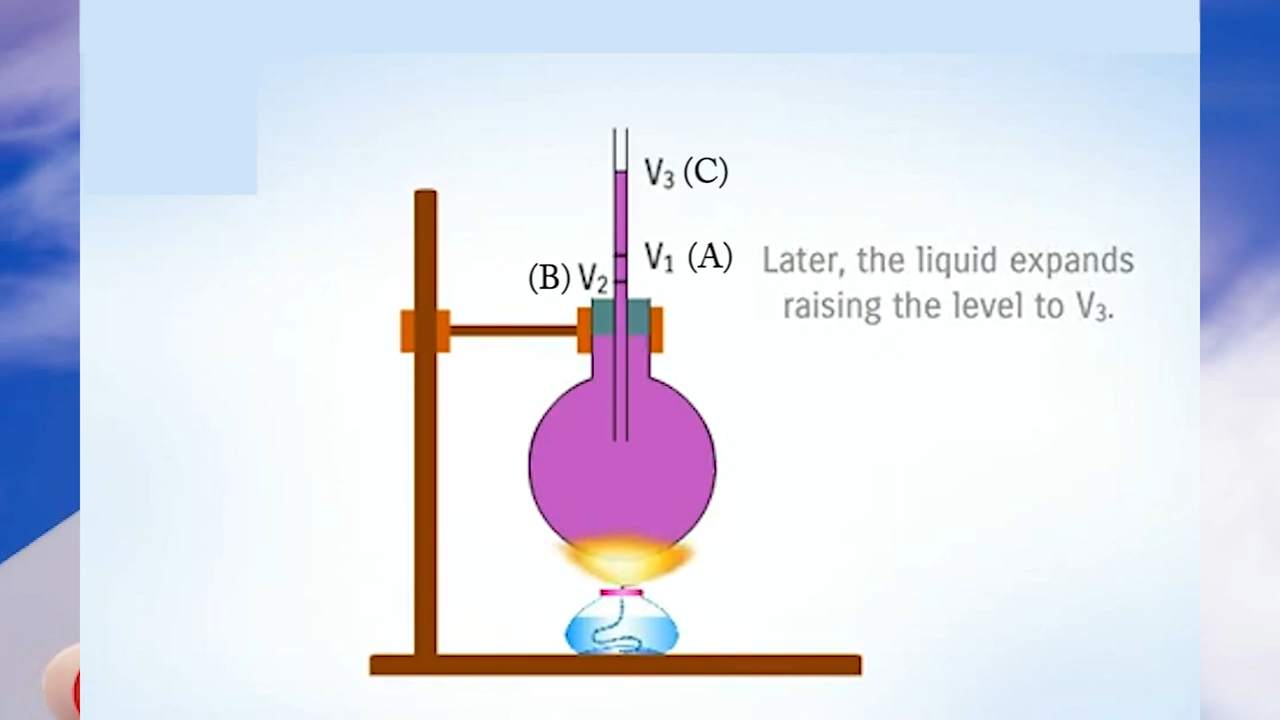 V₃ (C)
V₁ (A)
(B) V₂
Later, the liquid expands
raising the level to V₃.